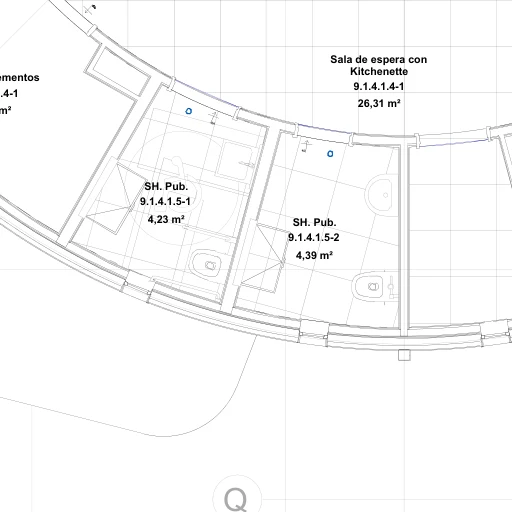 Sala de espera con
Kitchenette
9.1.4.1.4-1
26,31 m²
ementos
.4-1
m²
SH. Pub.
9.1.4.1.5-1
4,23 m²
SH. Pub.
9.1.4.1.5-2
4,39 m²
Q